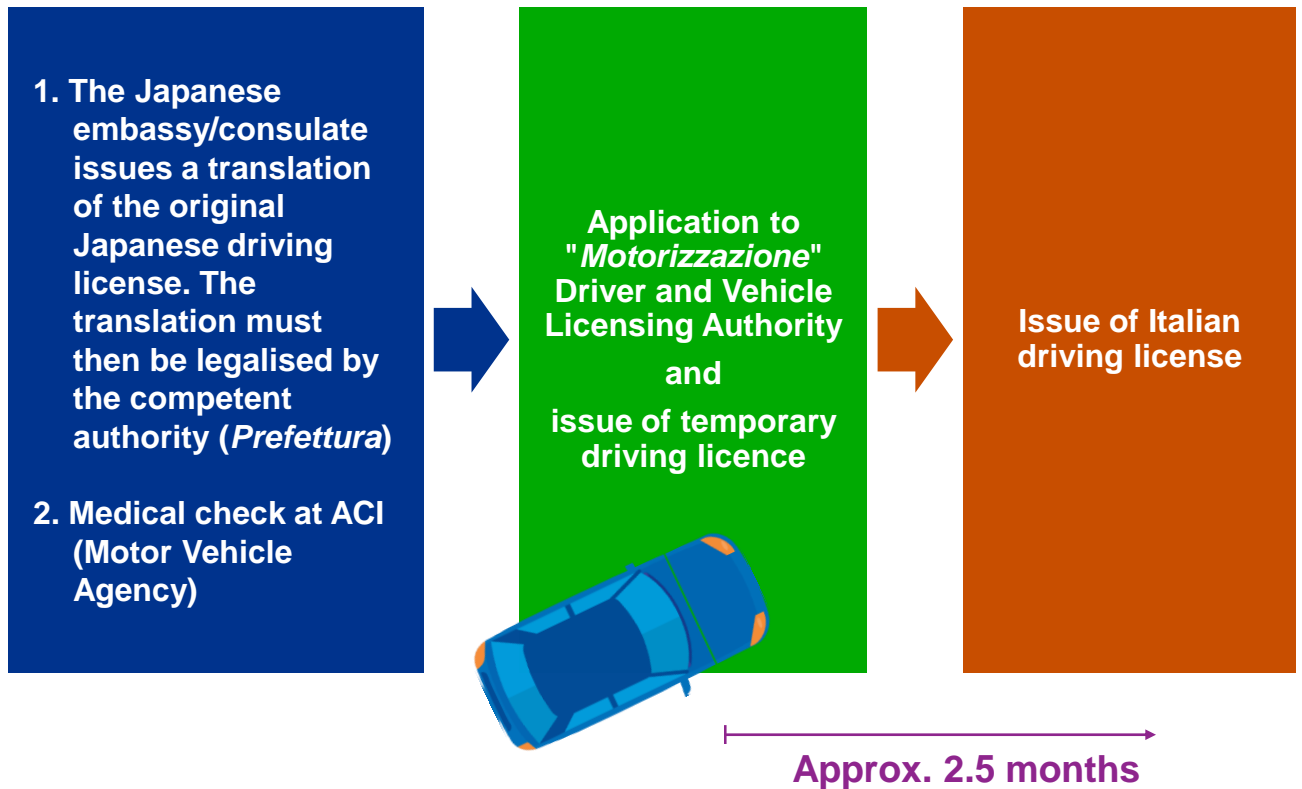 1. The Japanese
embassy/consulate
issues a translation
of the original
Japanese driving
license. The
translation must
then be legalised by
the competent
authority (Prefettura)
2. Medical check at ACI
(Motor Vehicle
Agency)
Application to
"Motorizzazione"
Driver and Vehicle
Licensing Authority
and
issue of temporary
driving licence
Issue of Italian
driving license
Approx. 2.5 months